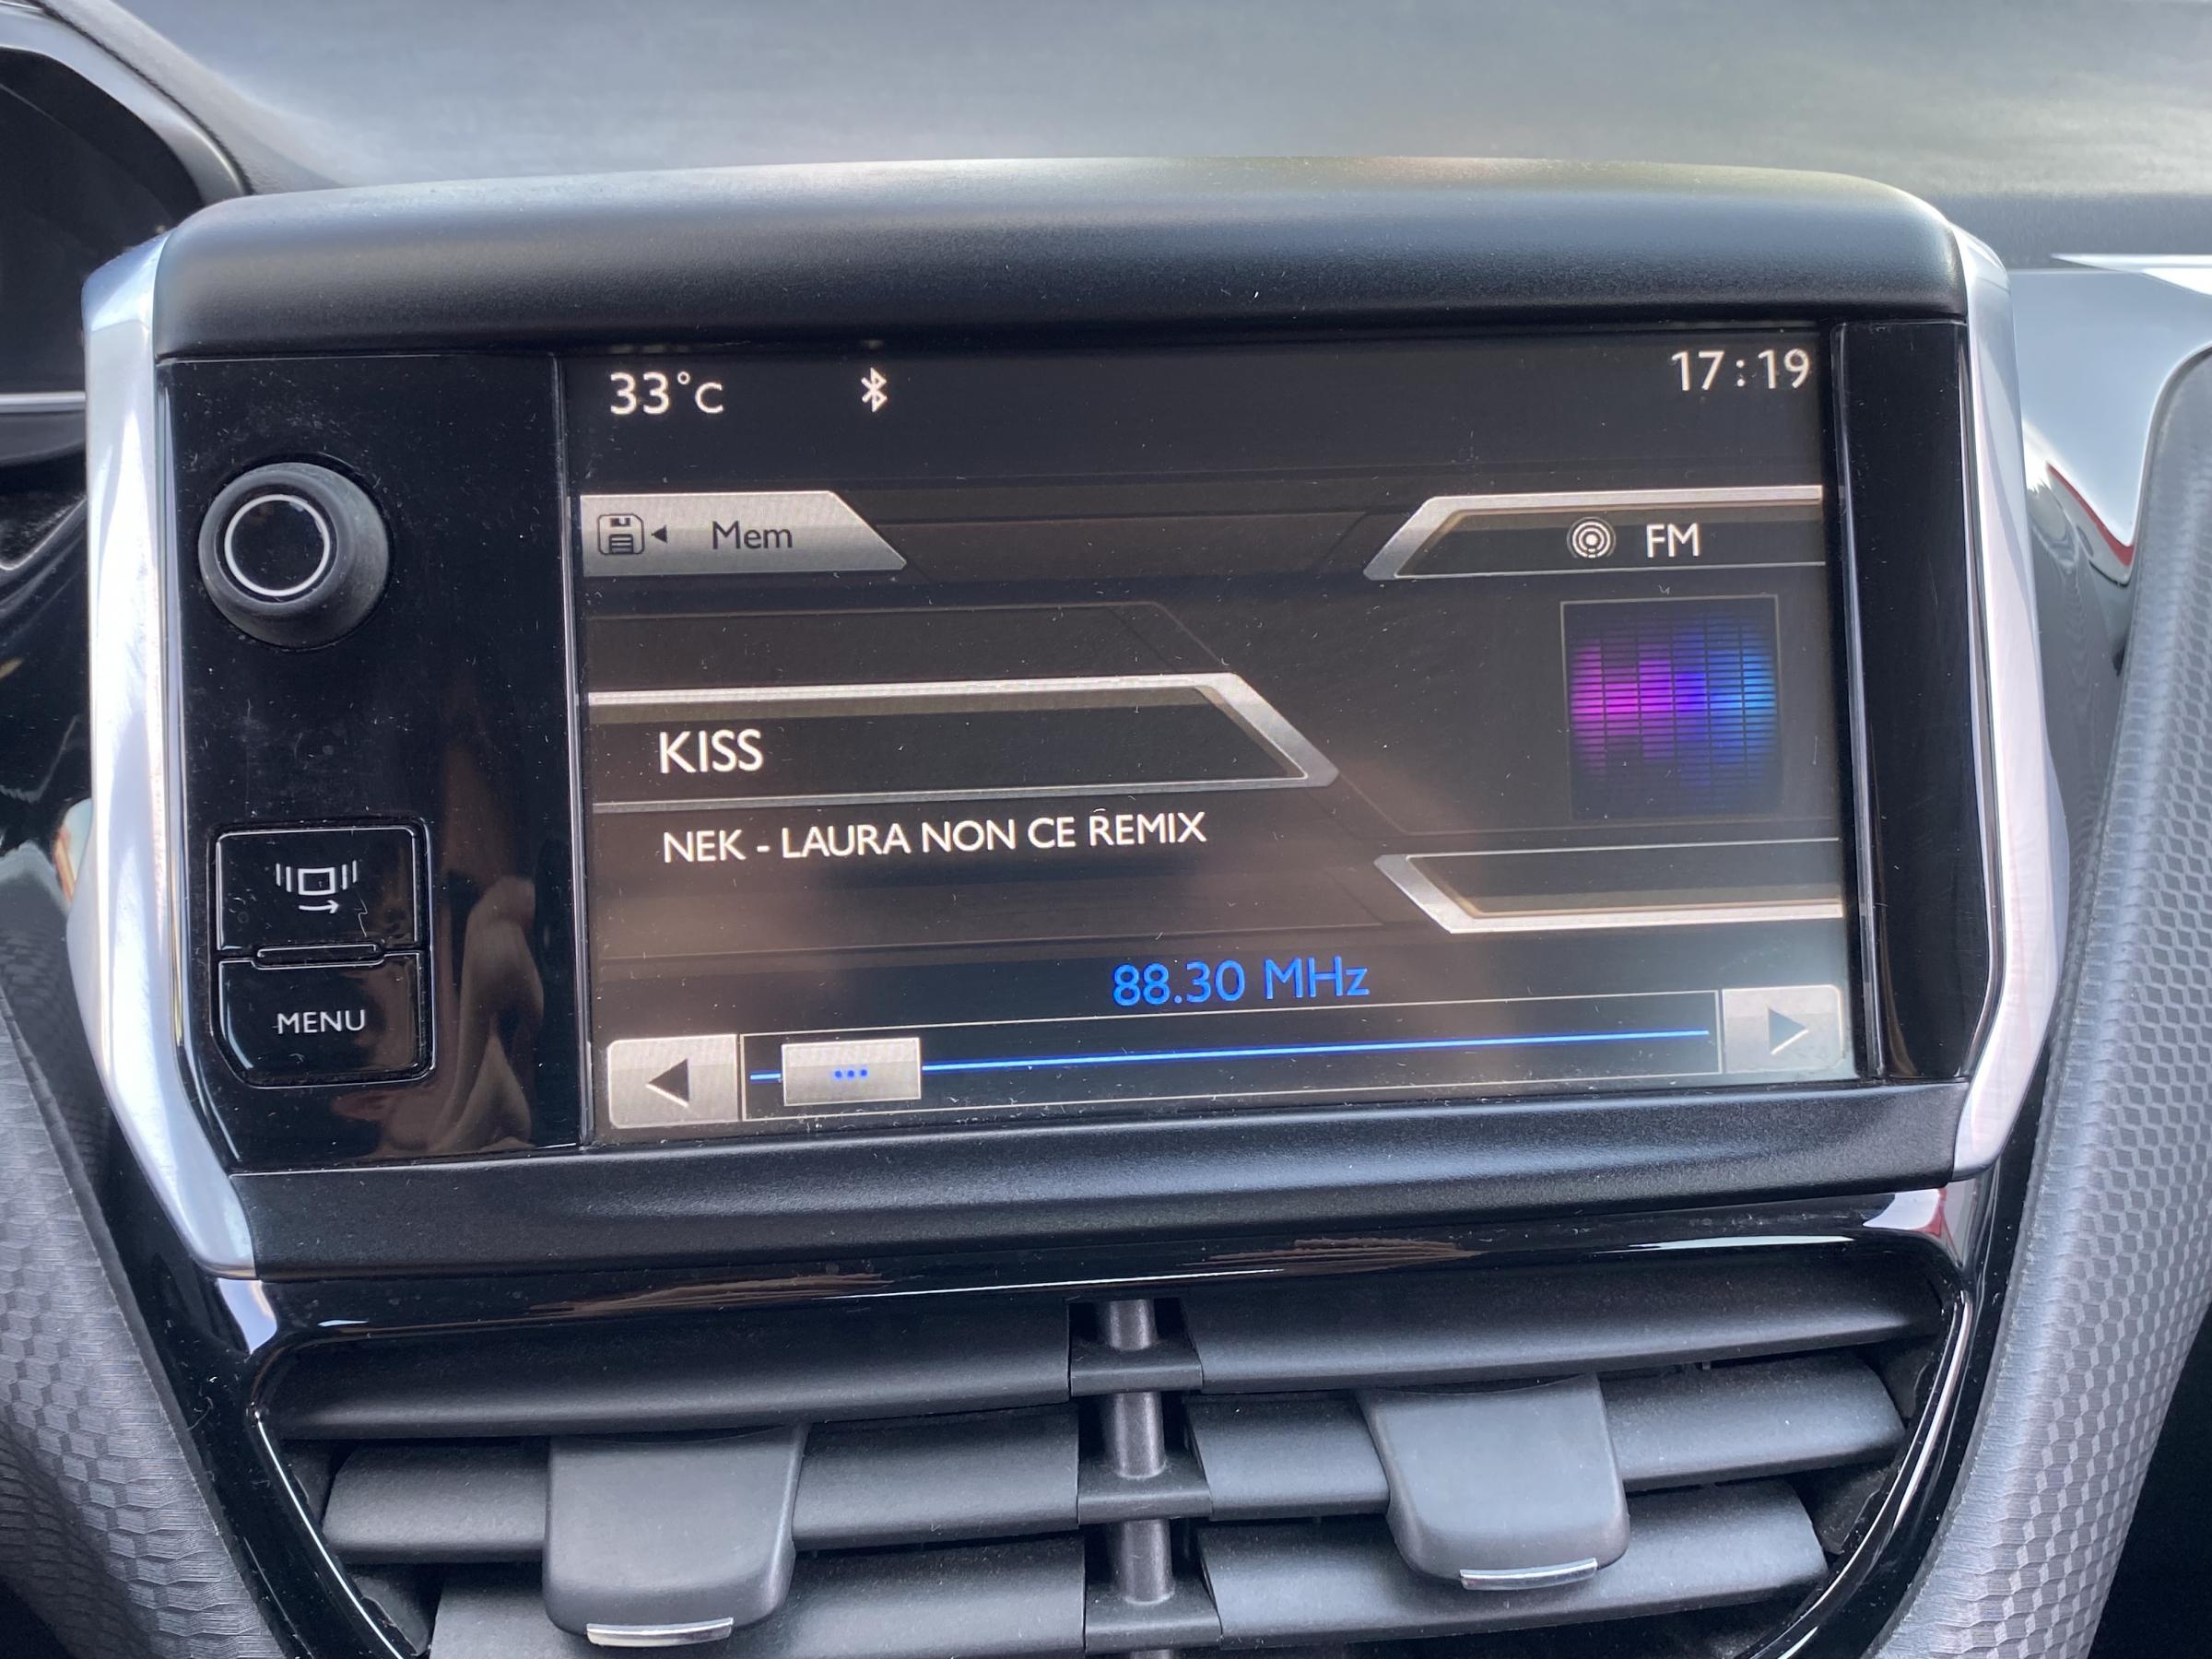 33°C 17:19
Mem FM
KISS
NEK - LAURA NON CE REMIX
88.30 MHz
...
MENU